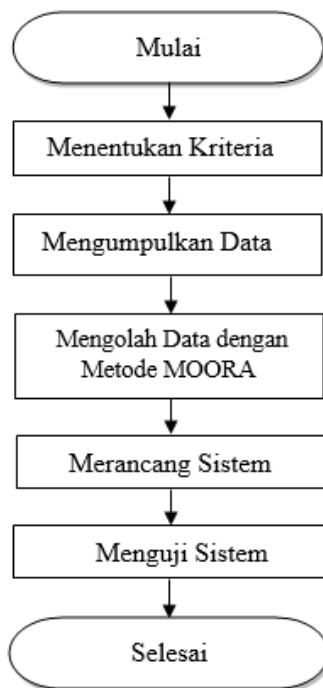 Mulai
Menentukan Kriteria
Mengumpulkan Data
Mengolah Data dengan
Metode MOORA
Merancang Sistem
Menguji Sistem
Selesai